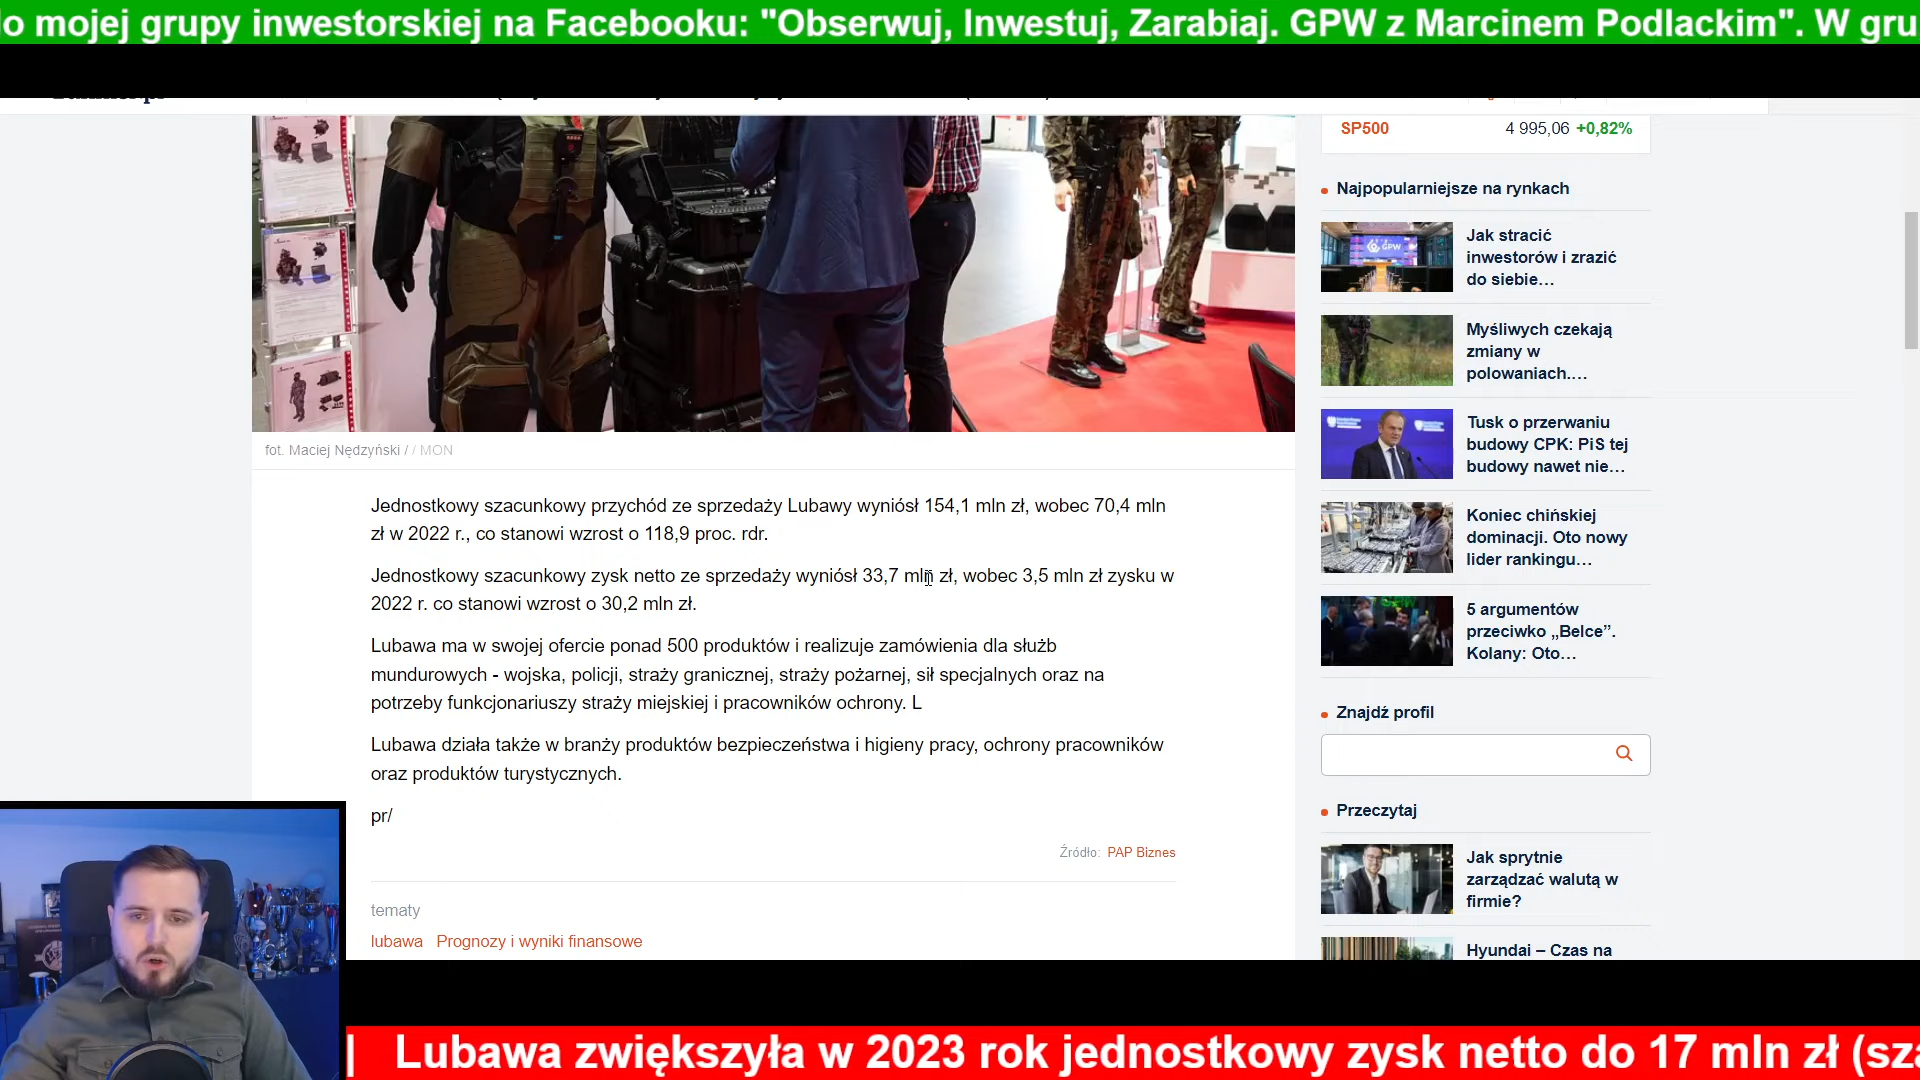 o mojej grupy inwestorskiej na Facebooku: "Obserwuj, Inwestuj, Zarabiaj. GPW z Marcinem Podlackim". W gru
SP500 4 995,06 +0,82%
Najpopularniejsze na rynkach
Jak stracić
inwestorów i zrazić
do siebie…
Myśliwych czekają
zmiany w
polowaniach.…
Tusk o przerwaniu
budowy CPK: PiS tej
budowy nawet nie…
Koniec chińskiej
dominacji. Oto nowy
lider rankingu…
5 argumentów
przeciwko „Belce”.
Kolany: Oto…
Znajdź profil
Przeczytaj
Jak sprytnie
zarządzać walutą w
firmie?
Hyundai – Czas na
fot. Maciej Nędzyński / / MON
Jednostkowy szacunkowy przychód ze sprzedaży Lubawy wyniósł 154,1 mln zł, wobec 70,4 mln
zł w 2022 r., co stanowi wzrost o 118,9 proc. rdr.
Jednostkowy szacunkowy zysk netto ze sprzedaży wyniósł 33,7 mln zł, wobec 3,5 mln zł zysku w
2022 r. co stanowi wzrost o 30,2 mln zł.
Lubawa ma w swojej ofercie ponad 500 produktów i realizuje zamówienia dla służb
mundurowych - wojska, policji, straży granicznej, straży pożarnej, sił specjalnych oraz na
potrzeby funkcjonariuszy straży miejskiej i pracowników ochrony. L
Lubawa działa także w branży produktów bezpieczeństwa i higieny pracy, ochrony pracowników
oraz produktów turystycznych.
pr/
Źródło: PAP Biznes
tematy
lubawa Prognozy i wyniki finansowe
| Lubawa zwiększyła w 2023 rok jednostkowy zysk netto do 17 mln zł (sza